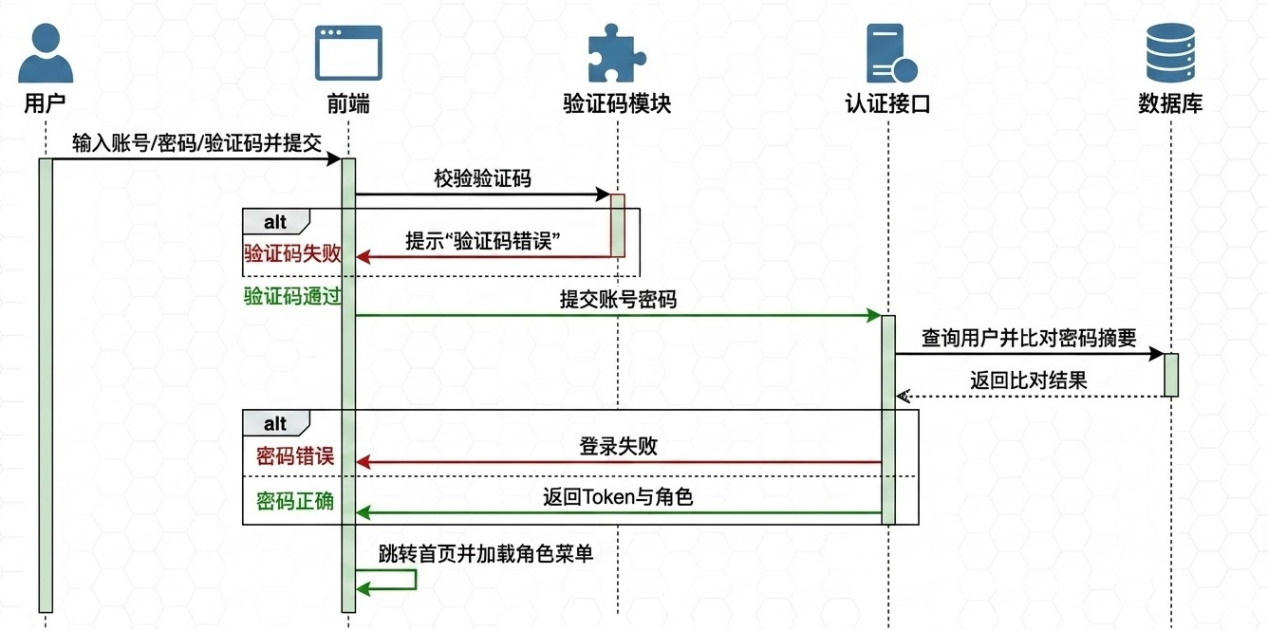 用户
前端
验证码模块
认证接口
数据库
输入账号/密码/验证码并提交
校验验证码
alt
提示“验证码错误”
验证码失败
验证码通过
提交账号密码
查询用户并比对密码摘要
返回比对结果
alt
登录失败
密码错误
返回Token与角色
密码正确
跳转首页并加载角色菜单